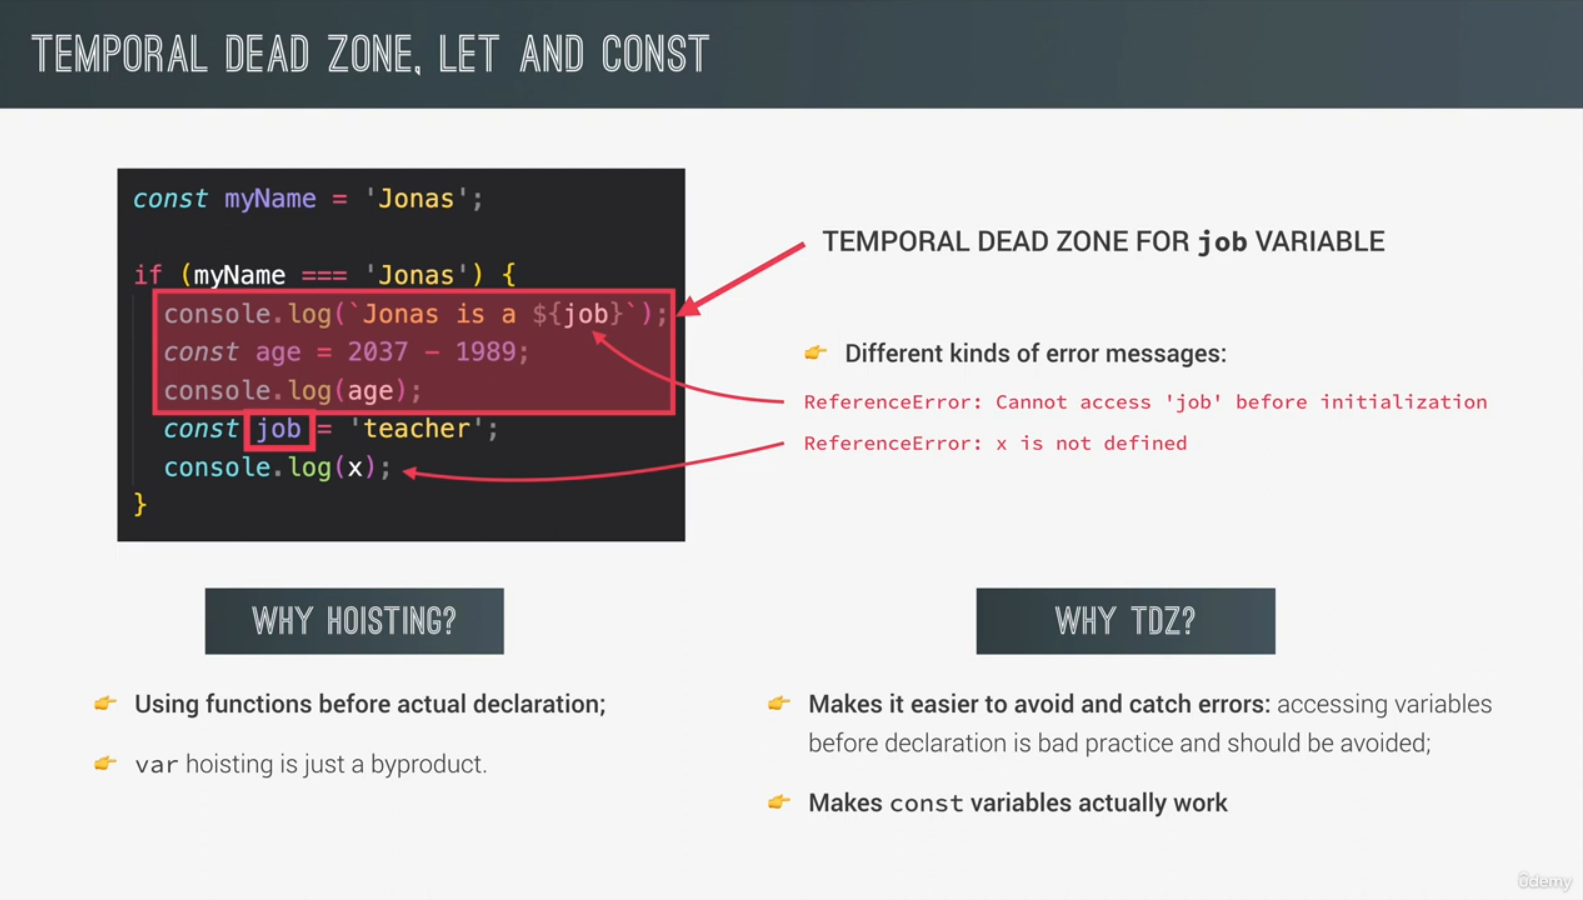 TEMPORAL DEAD ZONE, LET AND CONST
const myName = 'Jonas';
if (myName === 'Jonas') {
console.log(`Jonas is a ${job}`);
const age = 2037 - 1989;
console.log(age);
const job = 'teacher';
console.log(x);
}
TEMPORAL DEAD ZONE FOR job VARIABLE
Different kinds of error messages:
ReferenceError: Cannot access 'job' before initialization
ReferenceError: x is not defined
WHY HOISTING?
Using functions before actual declaration;
var hoisting is just a byproduct.
WHY TDZ?
Makes it easier to avoid and catch errors: accessing variables
before declaration is bad practice and should be avoided;
Makes const variables actually work
ûdemy